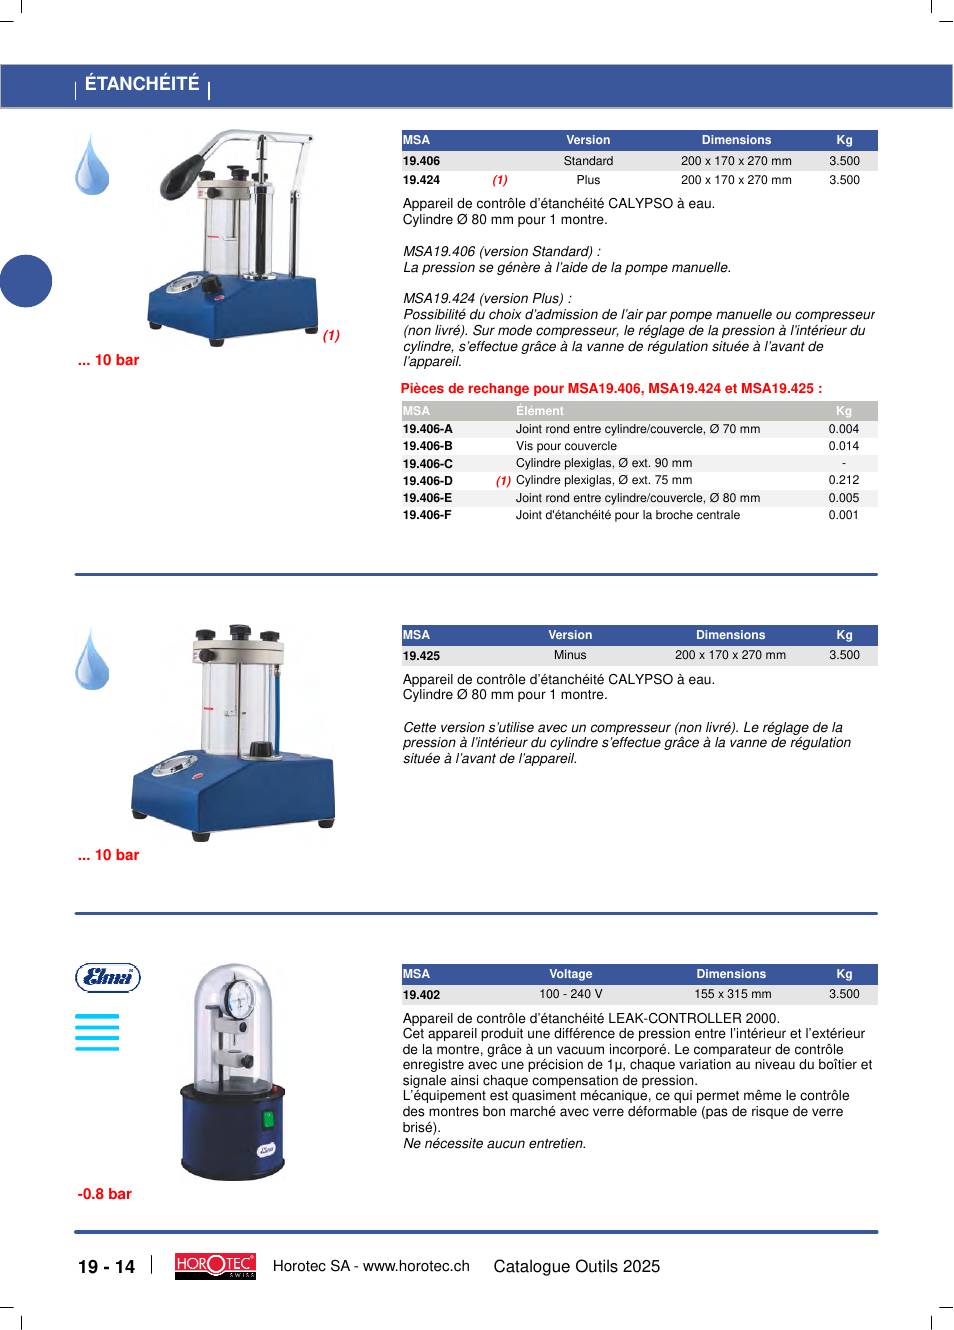 ÉTANCHÉITÉ
MSA Version Dimensions Kg
19.406 Standard 200 x 170 x 270 mm 3.500
19.424 (1) Plus 200 x 170 x 270 mm 3.500
Appareil de contrôle d'étanchéité CALYPSO à eau.
Cylindre Ø 80 mm pour 1 montre.
MSA19.406 (version Standard) :
La pression se génère à l'aide de la pompe manuelle.
MSA19.424 (version Plus) :
Possibilité du choix d'admission de l'air par pompe manuelle ou compresseur
(non livré). Sur mode compresseur, le réglage de la pression à l'intérieur du
cylindre, s'effectue grâce à la vanne de régulation située à l'avant de
l'appareil.
(1)
... 10 bar
Pièces de rechange pour MSA19.406, MSA19.424 et MSA19.425 :
MSA Élément Kg
19.406-A Joint rond entre cylindre/couvercle, Ø 70 mm 0.004
19.406-B Vis pour couvercle 0.014
19.406-C Cylindre plexiglas, Ø ext. 90 mm -
19.406-D (1) Cylindre plexiglas, Ø ext. 75 mm 0.212
19.406-E Joint rond entre cylindre/couvercle, Ø 80 mm 0.005
19.406-F Joint d'étanchéité pour la broche centrale 0.001
MSA Version Dimensions Kg
19.425 Minus 200 x 170 x 270 mm 3.500
Appareil de contrôle d'étanchéité CALYPSO à eau.
Cylindre Ø 80 mm pour 1 montre.
Cette version s'utilise avec un compresseur (non livré). Le réglage de la
pression à l'intérieur du cylindre s'effectue grâce à la vanne de régulation
située à l'avant de l'appareil.
... 10 bar
Elma
MSA Voltage Dimensions Kg
19.402 100 - 240 V 155 x 315 mm 3.500
Appareil de contrôle d'étanchéité LEAK-CONTROLLER 2000.
Cet appareil produit une différence de pression entre l'intérieur et l'extérieur
de la montre, grâce à un vacuum incorporé. Le comparateur de contrôle
enregistre avec une précision de 1µ, chaque variation au niveau du boîtier et
signale ainsi chaque compensation de pression.
L'équipement est quasiment mécanique, ce qui permet même le contrôle
des montres bon marché avec verre déformable (pas de risque de verre
brisé).
Ne nécessite aucun entretien.
Elma
-0.8 bar
19 - 14
HOROTEC®
SWISS
Horotec SA - www.horotec.ch Catalogue Outils 2025